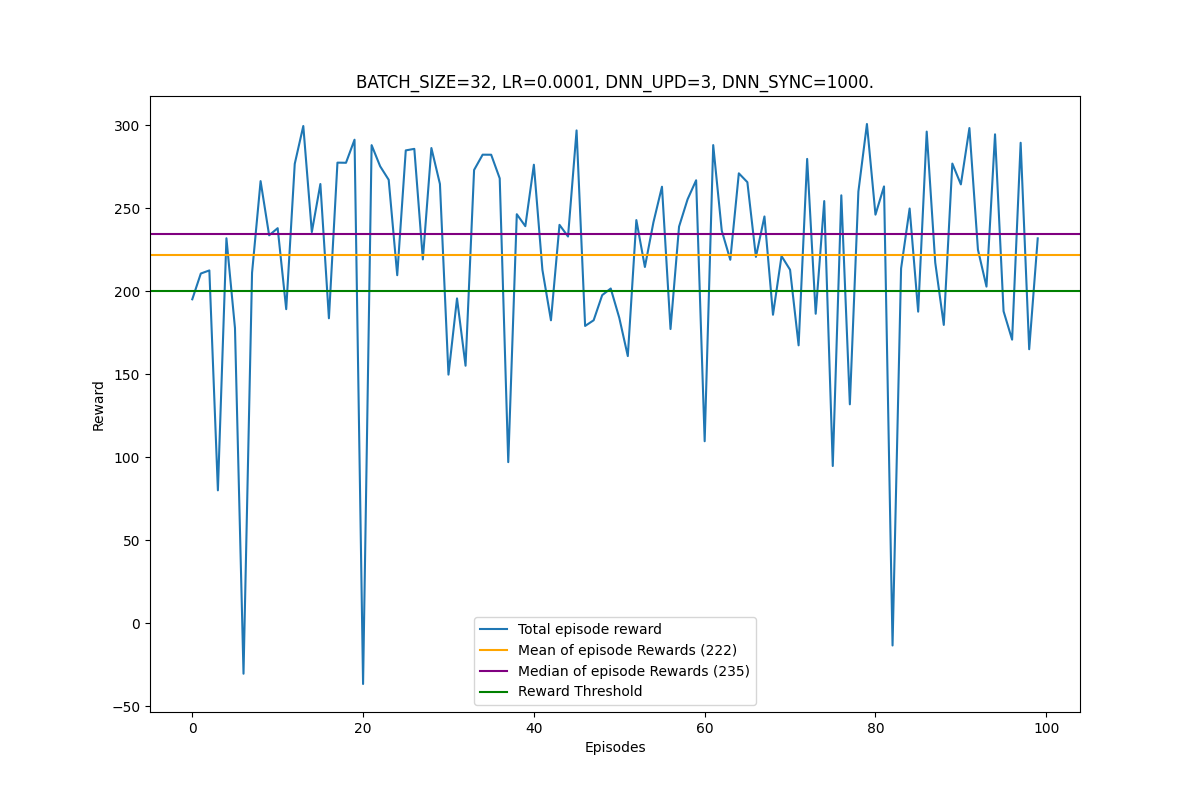 BATCH_SIZE=32, LR=0.0001, DNN_UPD=3, DNN_SYNC=1000.
300
250
200
150
100
50
0
−50
Reward
Total episode reward
Mean of episode Rewards (222)
Median of episode Rewards (235)
Reward Threshold
0 20 40 60 80 100
Episodes